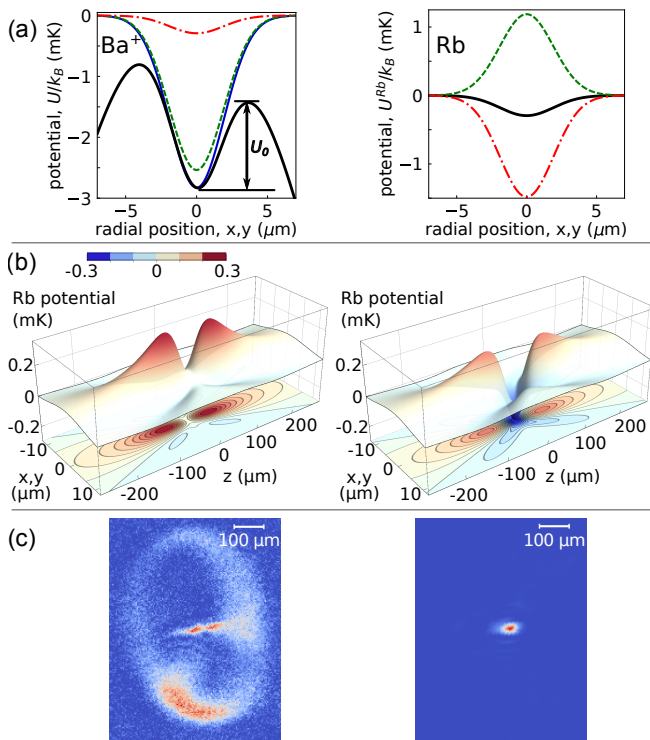 (a)
0
−1
−2
−3
potential, U/k_B (mK)
Ba⁺
U₀
−5 0 5
radial position, x,y (μm)
1
0
−1
potential, U^Rb/k_B (mK)
Rb
−5 0 5
radial position, x,y (μm)
(b)
-0.3 0 0.3
Rb potential
(mK)
0.2
0
-0.2
-10
0
10
x,y
(μm)
-200
-100
0
100
200
z (μm)
Rb potential
(mK)
0.2
0
-0.2
-10
0
10
x,y
(μm)
-200
-100
0
100
200
z (μm)
(c)
100 μm
100 μm